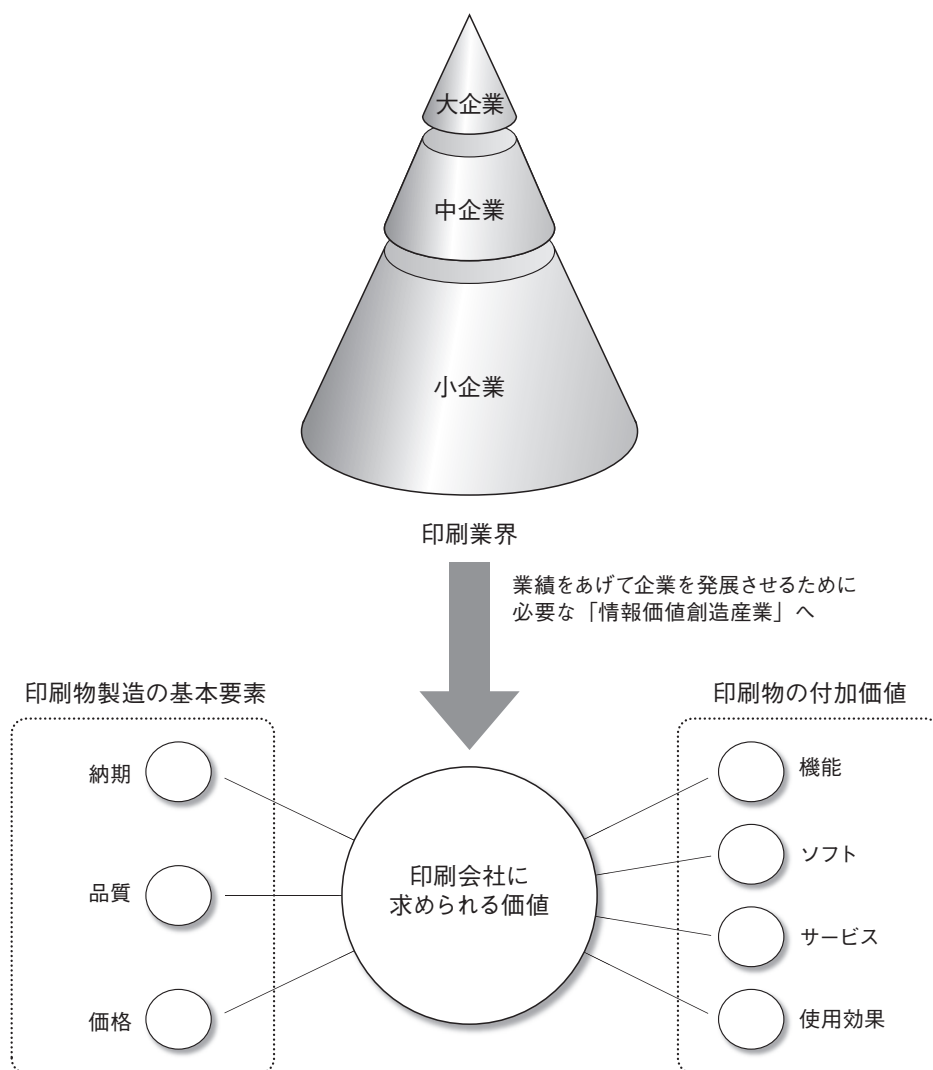 大企業
中企業
小企業
印刷業界
業績をあげて企業を発展させるために
必要な「情報価値創造産業」へ
印刷物製造の基本要素
納期
品質
価格
印刷会社に
求められる価値
印刷物の付加価値
機能
ソフト
サービス
使用効果